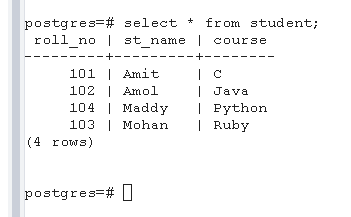 postgres=# select * from student;
 roll_no | st_name | course
---------+---------+--------
     101 | Amit    | C
     102 | Amol    | Java
     104 | Maddy   | Python
     103 | Mohan   | Ruby
(4 rows)
postgres=#